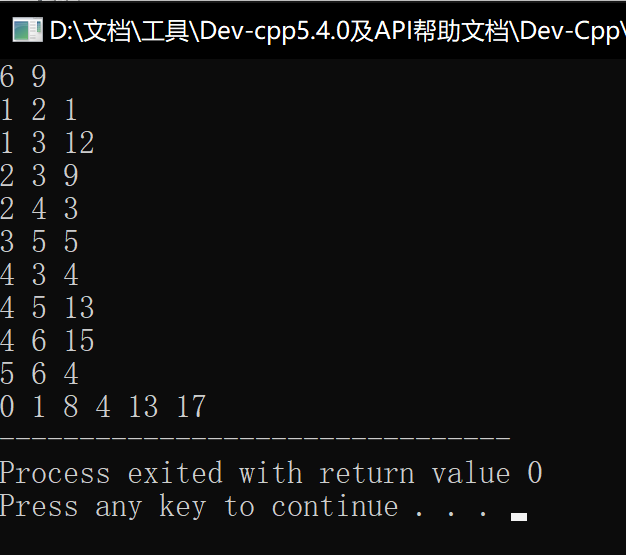 D:\文档\工具\Dev-cpp5.4.0及API帮助文档\Dev-Cpp\
6 9
1 2 1
1 3 12
2 3 9
2 4 3
3 5 5
4 3 4
4 5 13
4 6 15
5 6 4
0 1 8 4 13 17
--------------------------------
Process exited with return value 0
Press any key to continue . . .